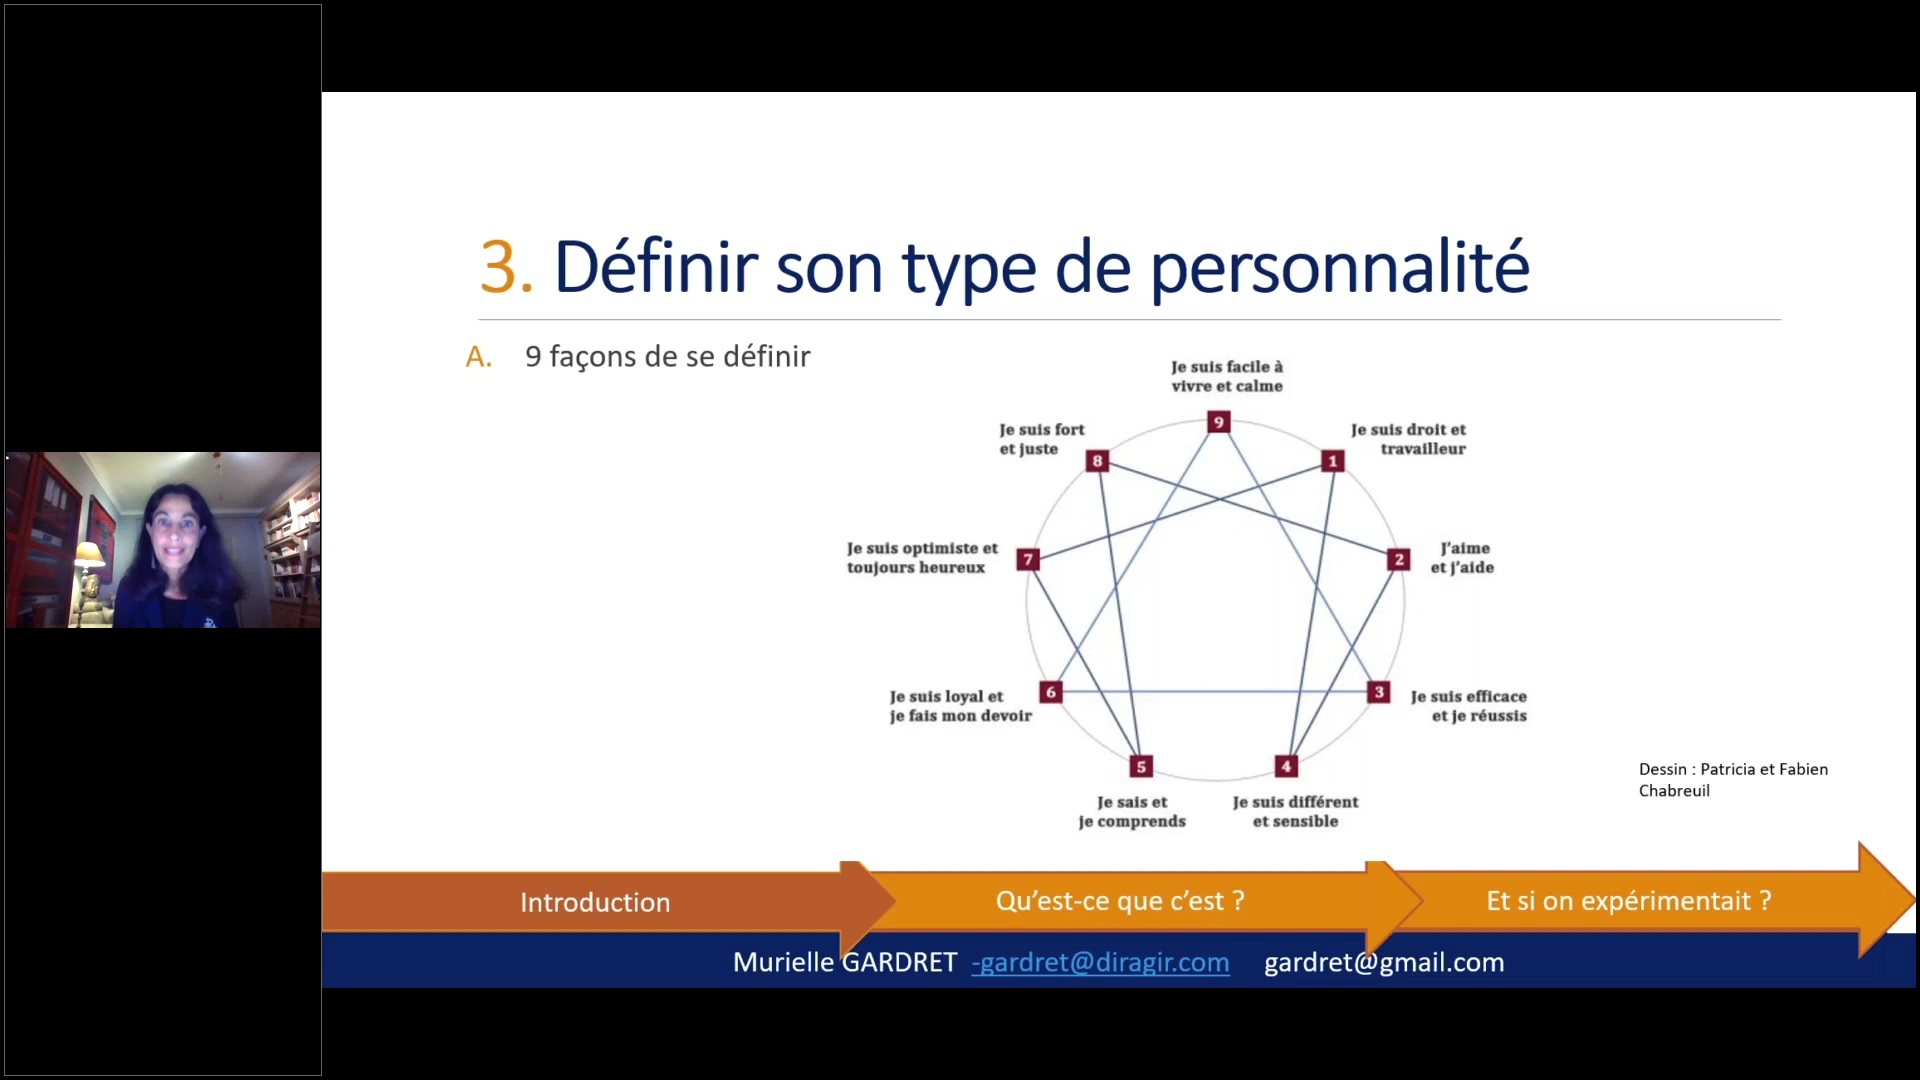 3. Définir son type de personnalité
A. 9 façons de se définir
Je suis facile à
vivre et calme
9
Je suis fort
et juste
8
Je suis droit et
travailleur
1
Je suis optimiste et
toujours heureux
7
J'aime
et j'aide
2
Je suis loyal et
je fais mon devoir
6
Je suis efficace
et je réussis
3
5
Je sais et
je comprends
4
Je suis différent
et sensible
Dessin : Patricia et Fabien
Chabreuil
Introduction
Qu'est-ce que c'est ?
Et si on expérimentait ?
Murielle GARDRET -gardret@diragir.com gardret@gmail.com